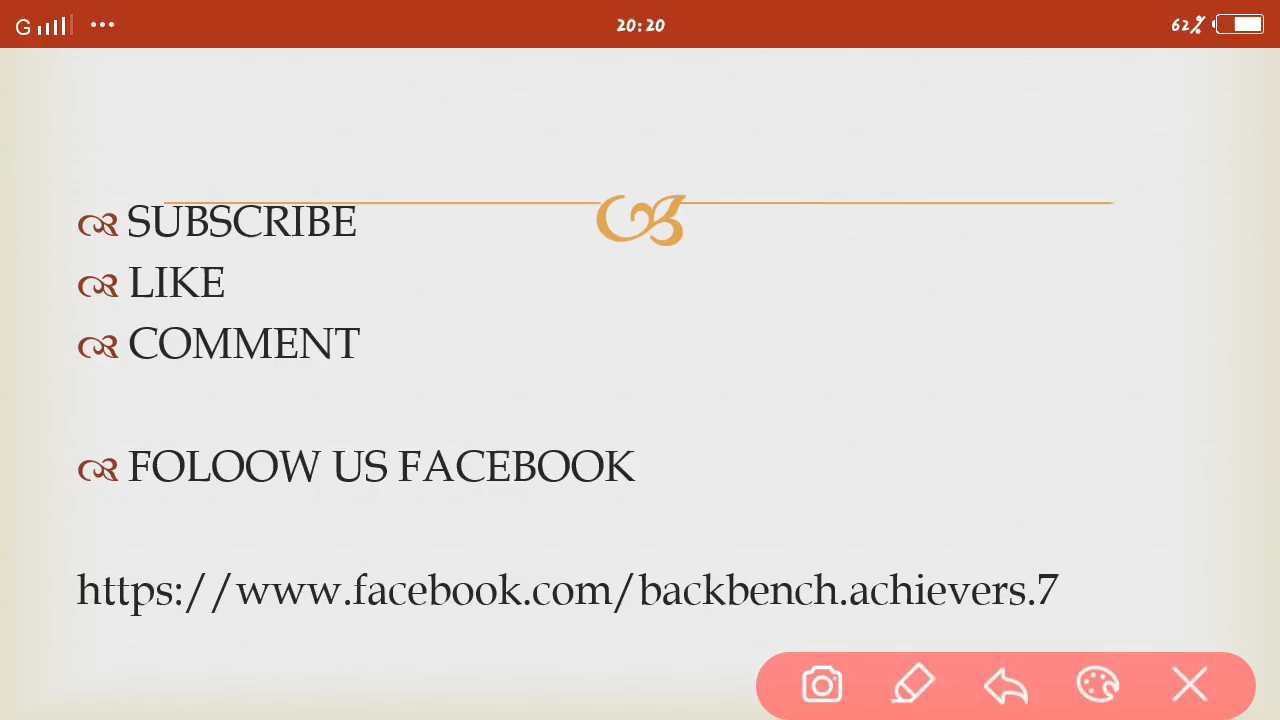 G ... 20:20 62%
SUBSCRIBE
LIKE
COMMENT
FOLOOW US FACEBOOK
https://www.facebook.com/backbench.achievers.7